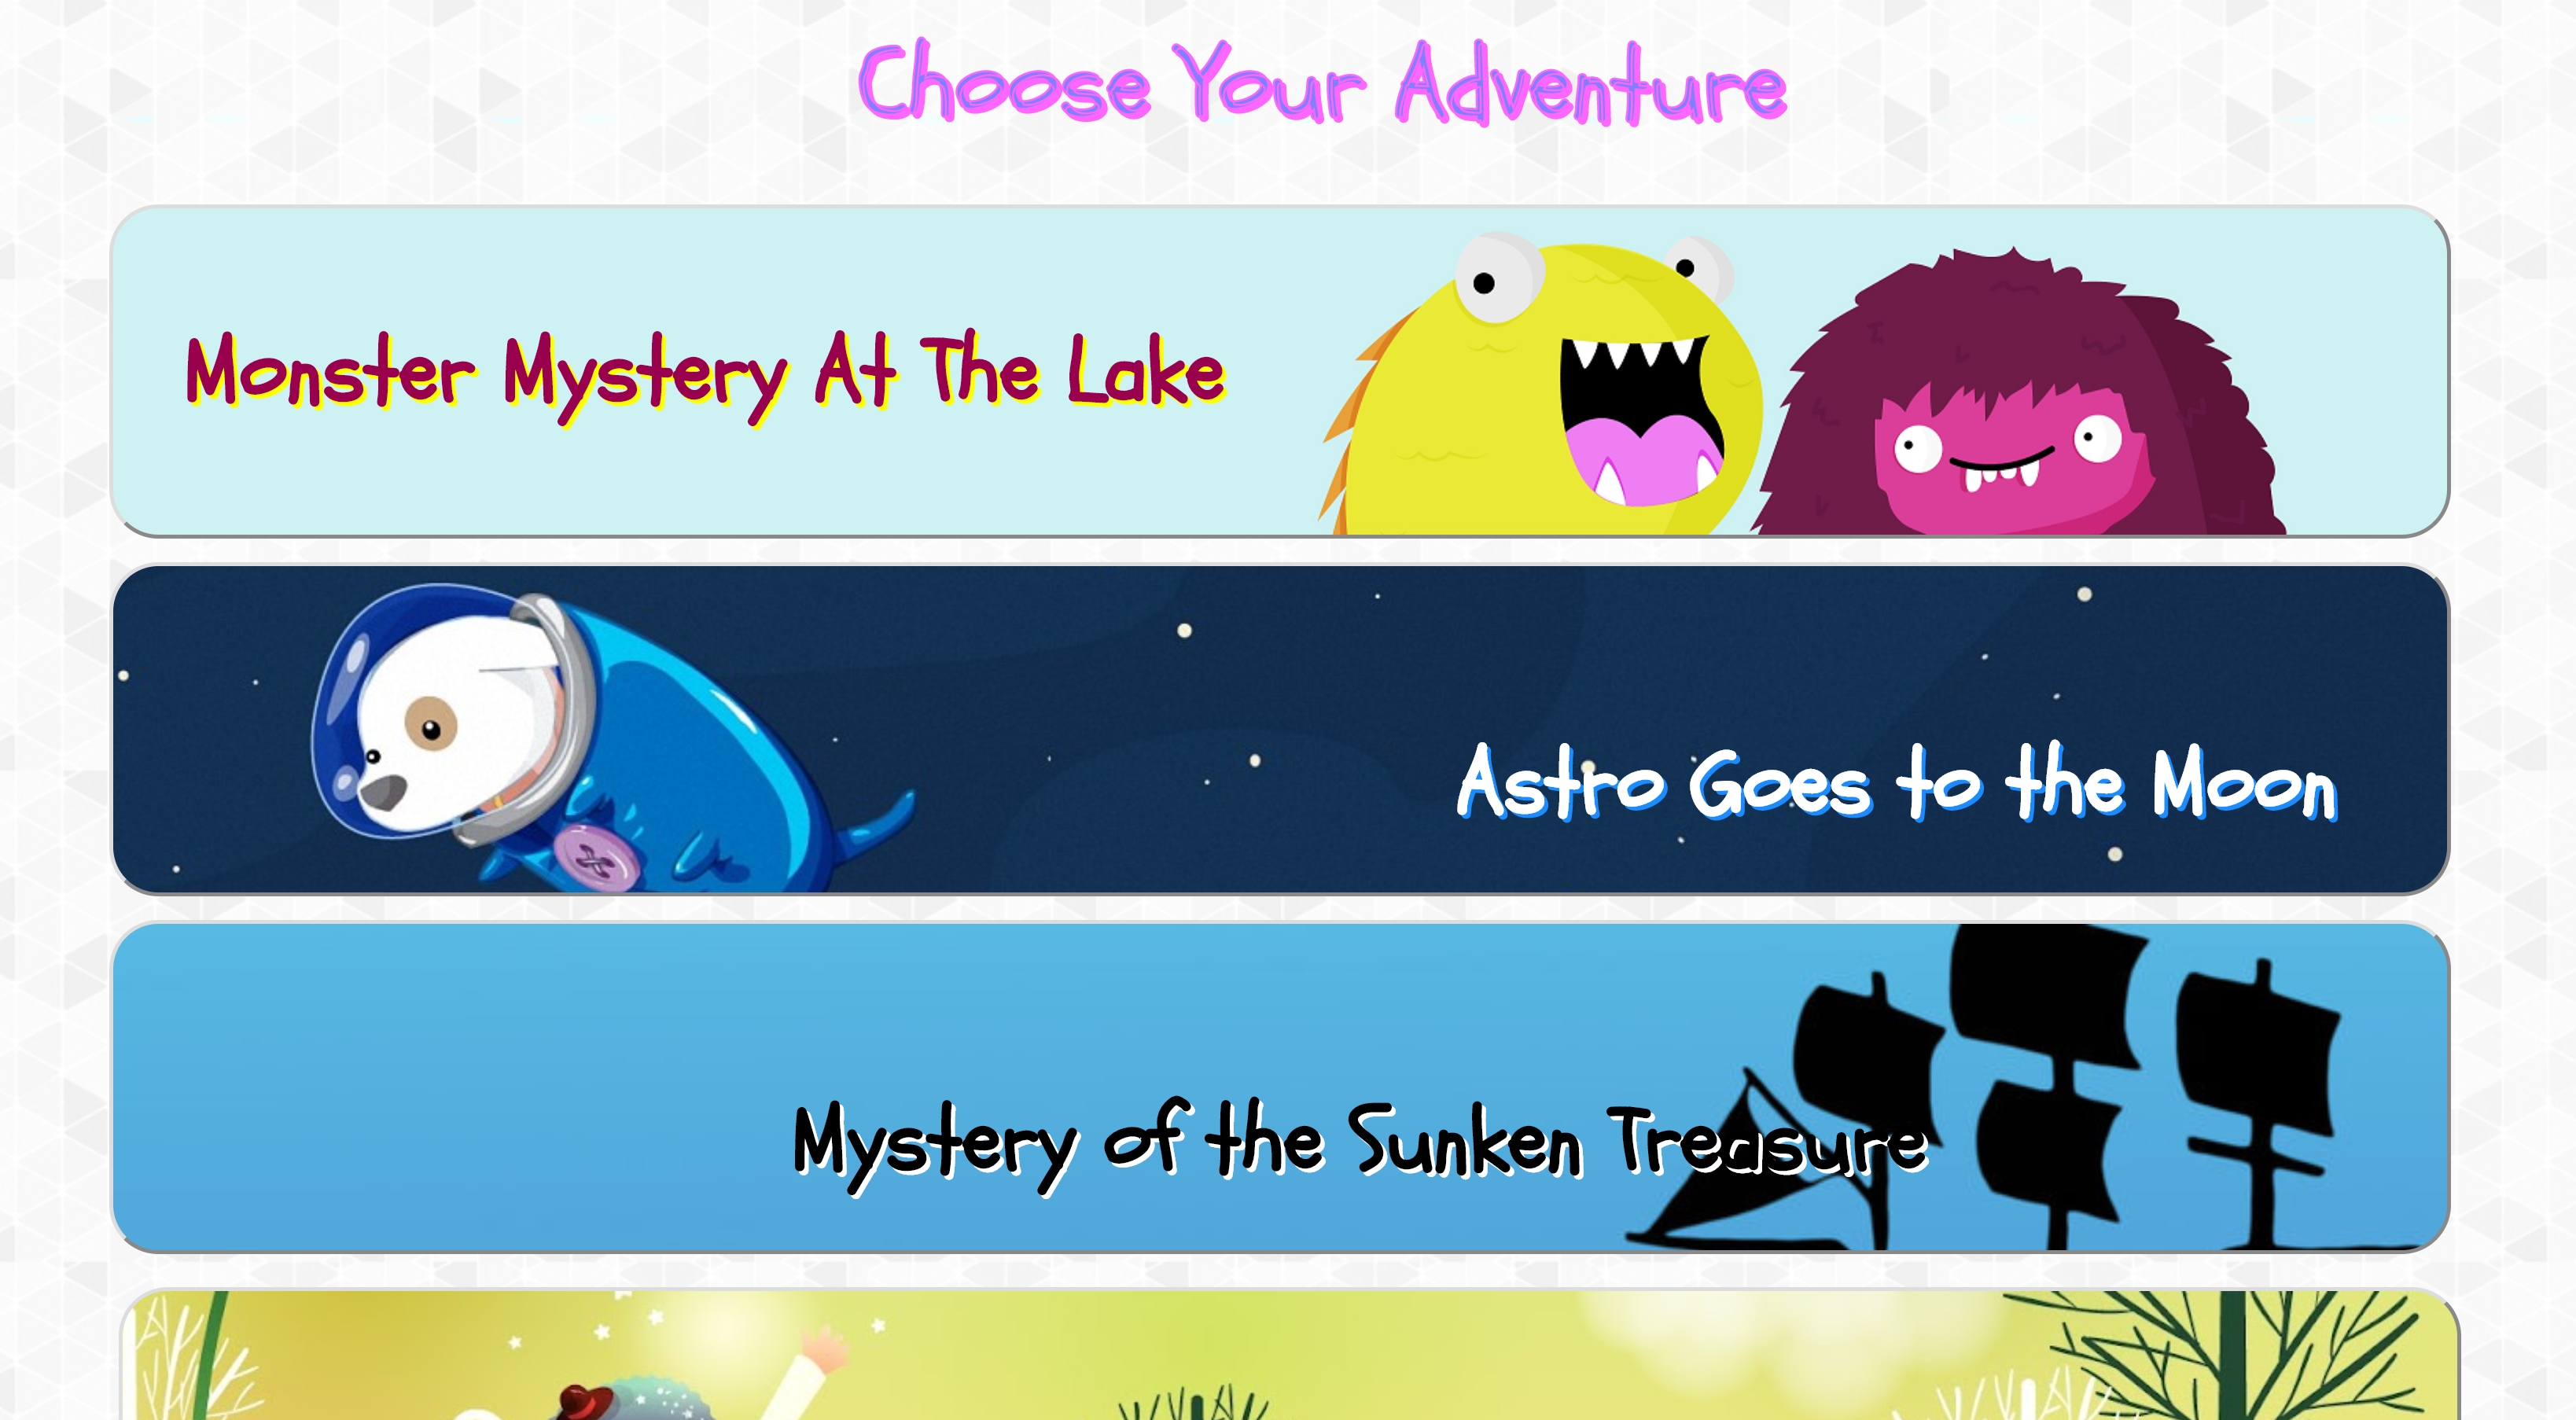 Choose Your Adventure
Monster Mystery At The Lake
Astro Goes to the Moon
Mystery of the Sunken Treasure